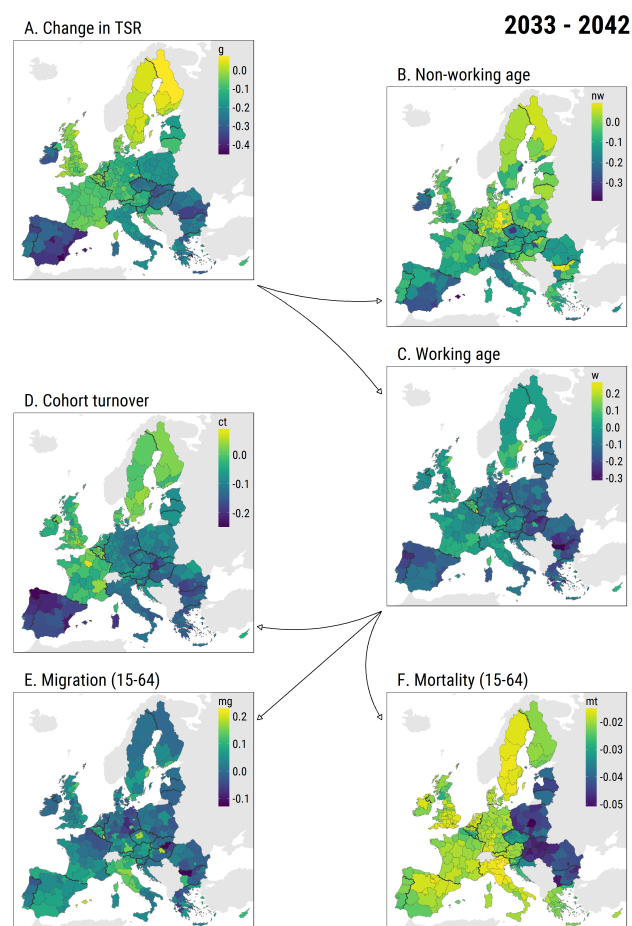 2033 - 2042
A. Change in TSR
g
0.0
-0.1
-0.2
-0.3
-0.4
B. Non-working age
nw
0.0
-0.1
-0.2
-0.3
C. Working age
w
0.2
0.1
0.0
-0.1
-0.2
-0.3
D. Cohort turnover
ct
0.0
-0.1
-0.2
E. Migration (15-64)
mg
0.2
0.1
0.0
-0.1
F. Mortality (15-64)
mt
-0.02
-0.03
-0.04
-0.05